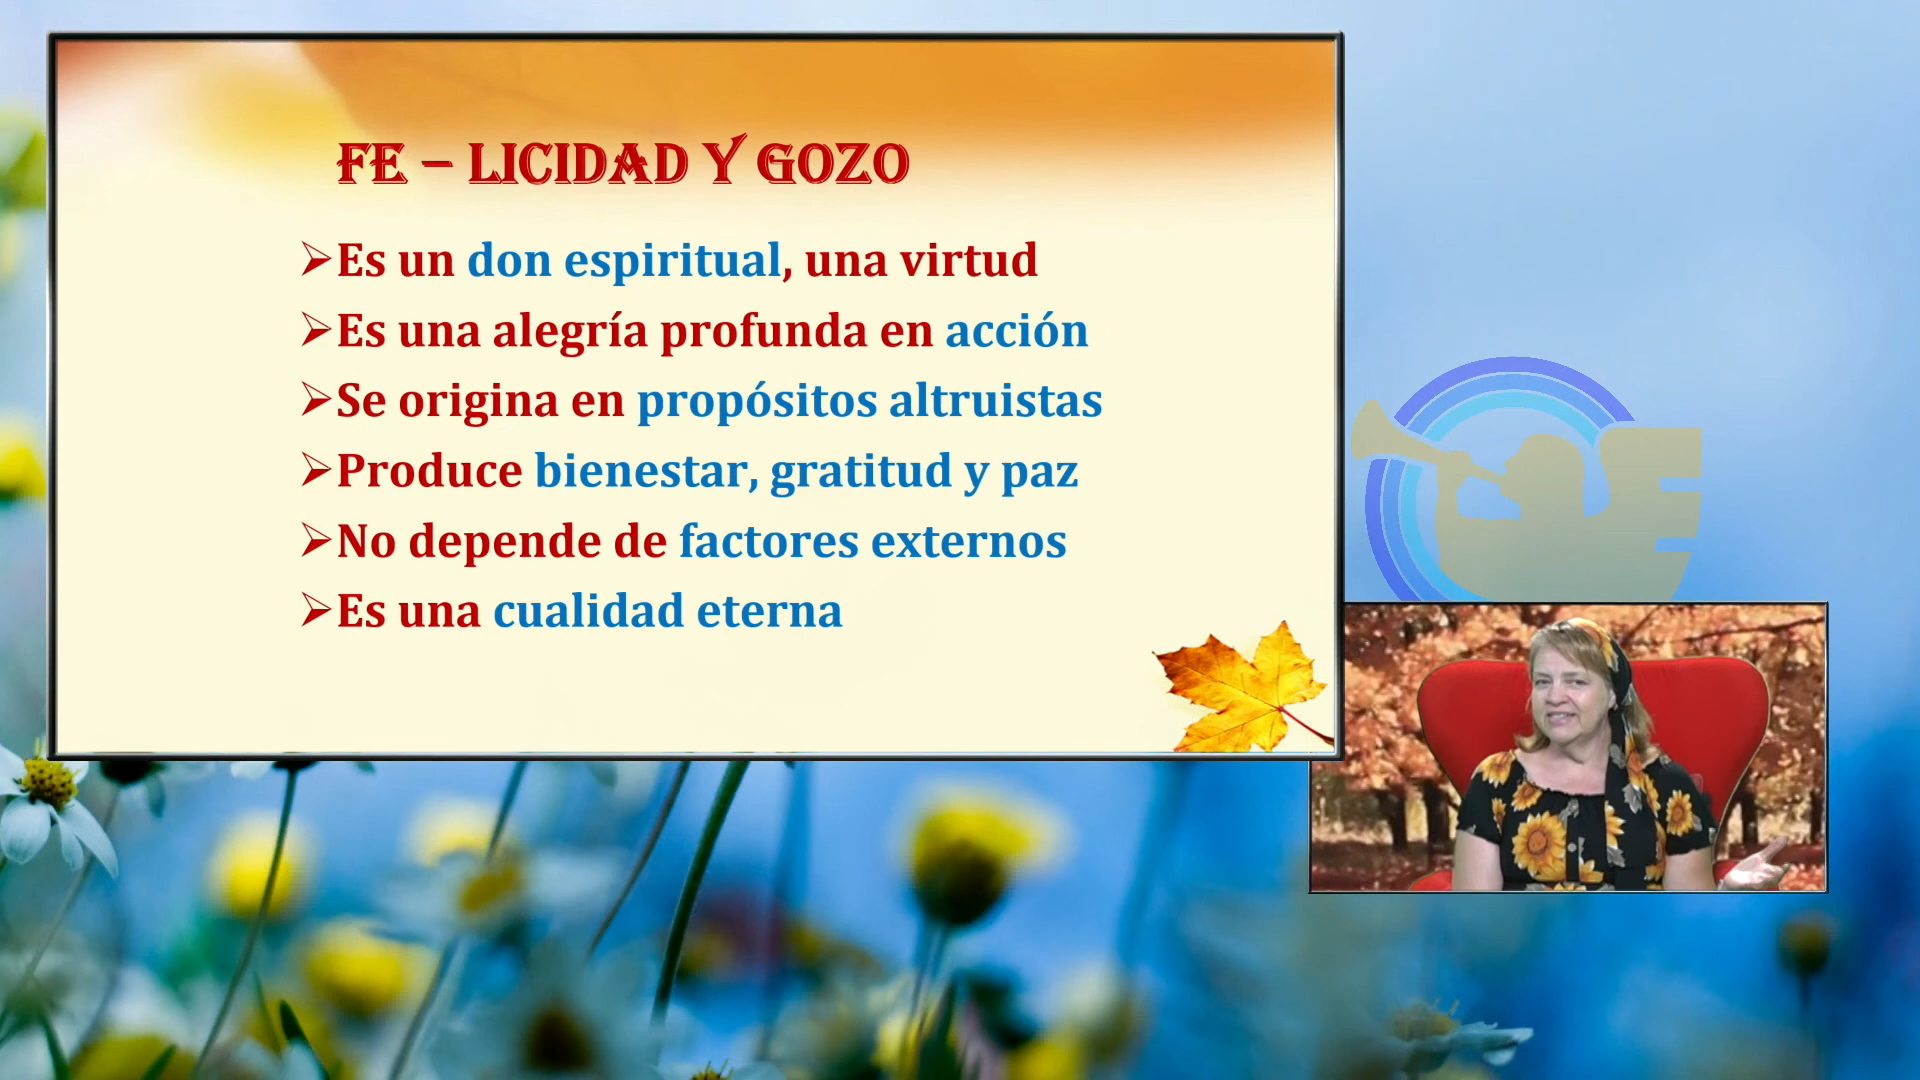 FE – LICIDAD Y GOZO
➢Es un don espiritual, una virtud
➢Es una alegría profunda en acción
➢Se origina en propósitos altruistas
➢Produce bienestar, gratitud y paz
➢No depende de factores externos
➢Es una cualidad eterna